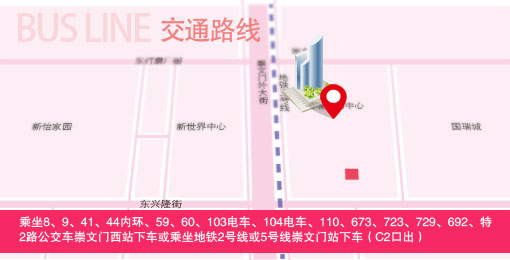 BUS LINE 交通路线
崇文门外大街
地铁5号线
中心
新怡家园
新世界中心
国瑞城
东兴隆街
乘坐8、9、41、44内环、59、60、103电车、104电车、110、673、723、729、692、特
2路公交车崇文门西站下车或乘坐地铁2号线或5号线崇文门站下车（C2口出）